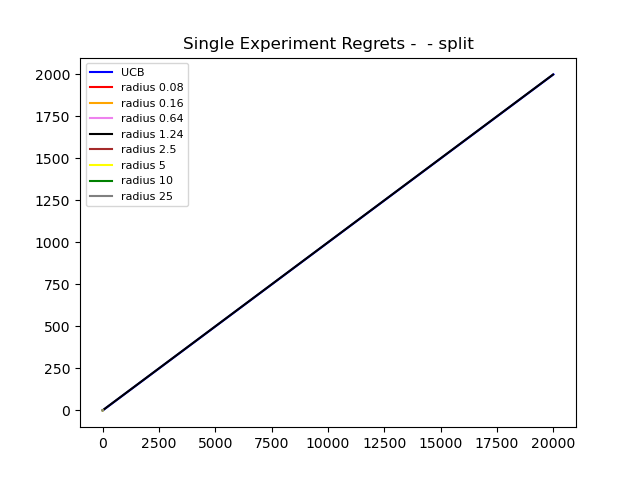 Single Experiment Regrets -  - split
2000
1750
1500
1250
1000
750
500
250
0
UCB
radius 0.08
radius 0.16
radius 0.64
radius 1.24
radius 2.5
radius 5
radius 10
radius 25
0 2500 5000 7500 10000 12500 15000 17500 20000